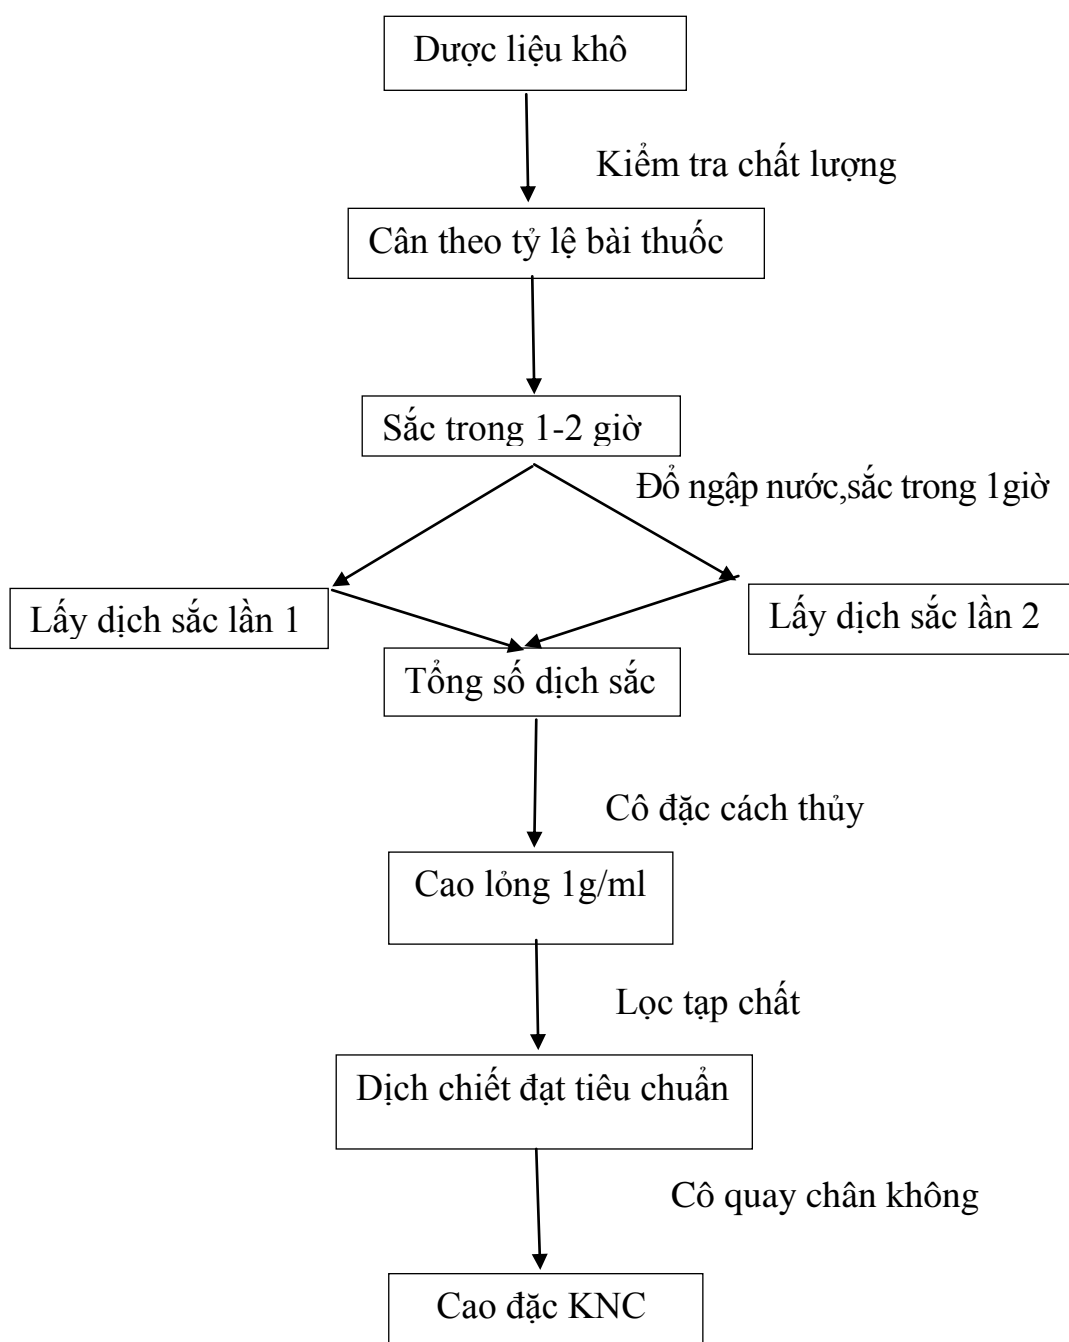 Dược liệu khô
Kiểm tra chất lượng
Cân theo tỷ lệ bài thuốc
Sắc trong 1-2 giờ
Đổ ngập nước,sắc trong 1giờ
Lấy dịch sắc lần 1
Lấy dịch sắc lần 2
Tổng số dịch sắc
Cô đặc cách thủy
Cao lỏng 1g/ml
Lọc tạp chất
Dịch chiết đạt tiêu chuẩn
Cô quay chân không
Cao đặc KNC